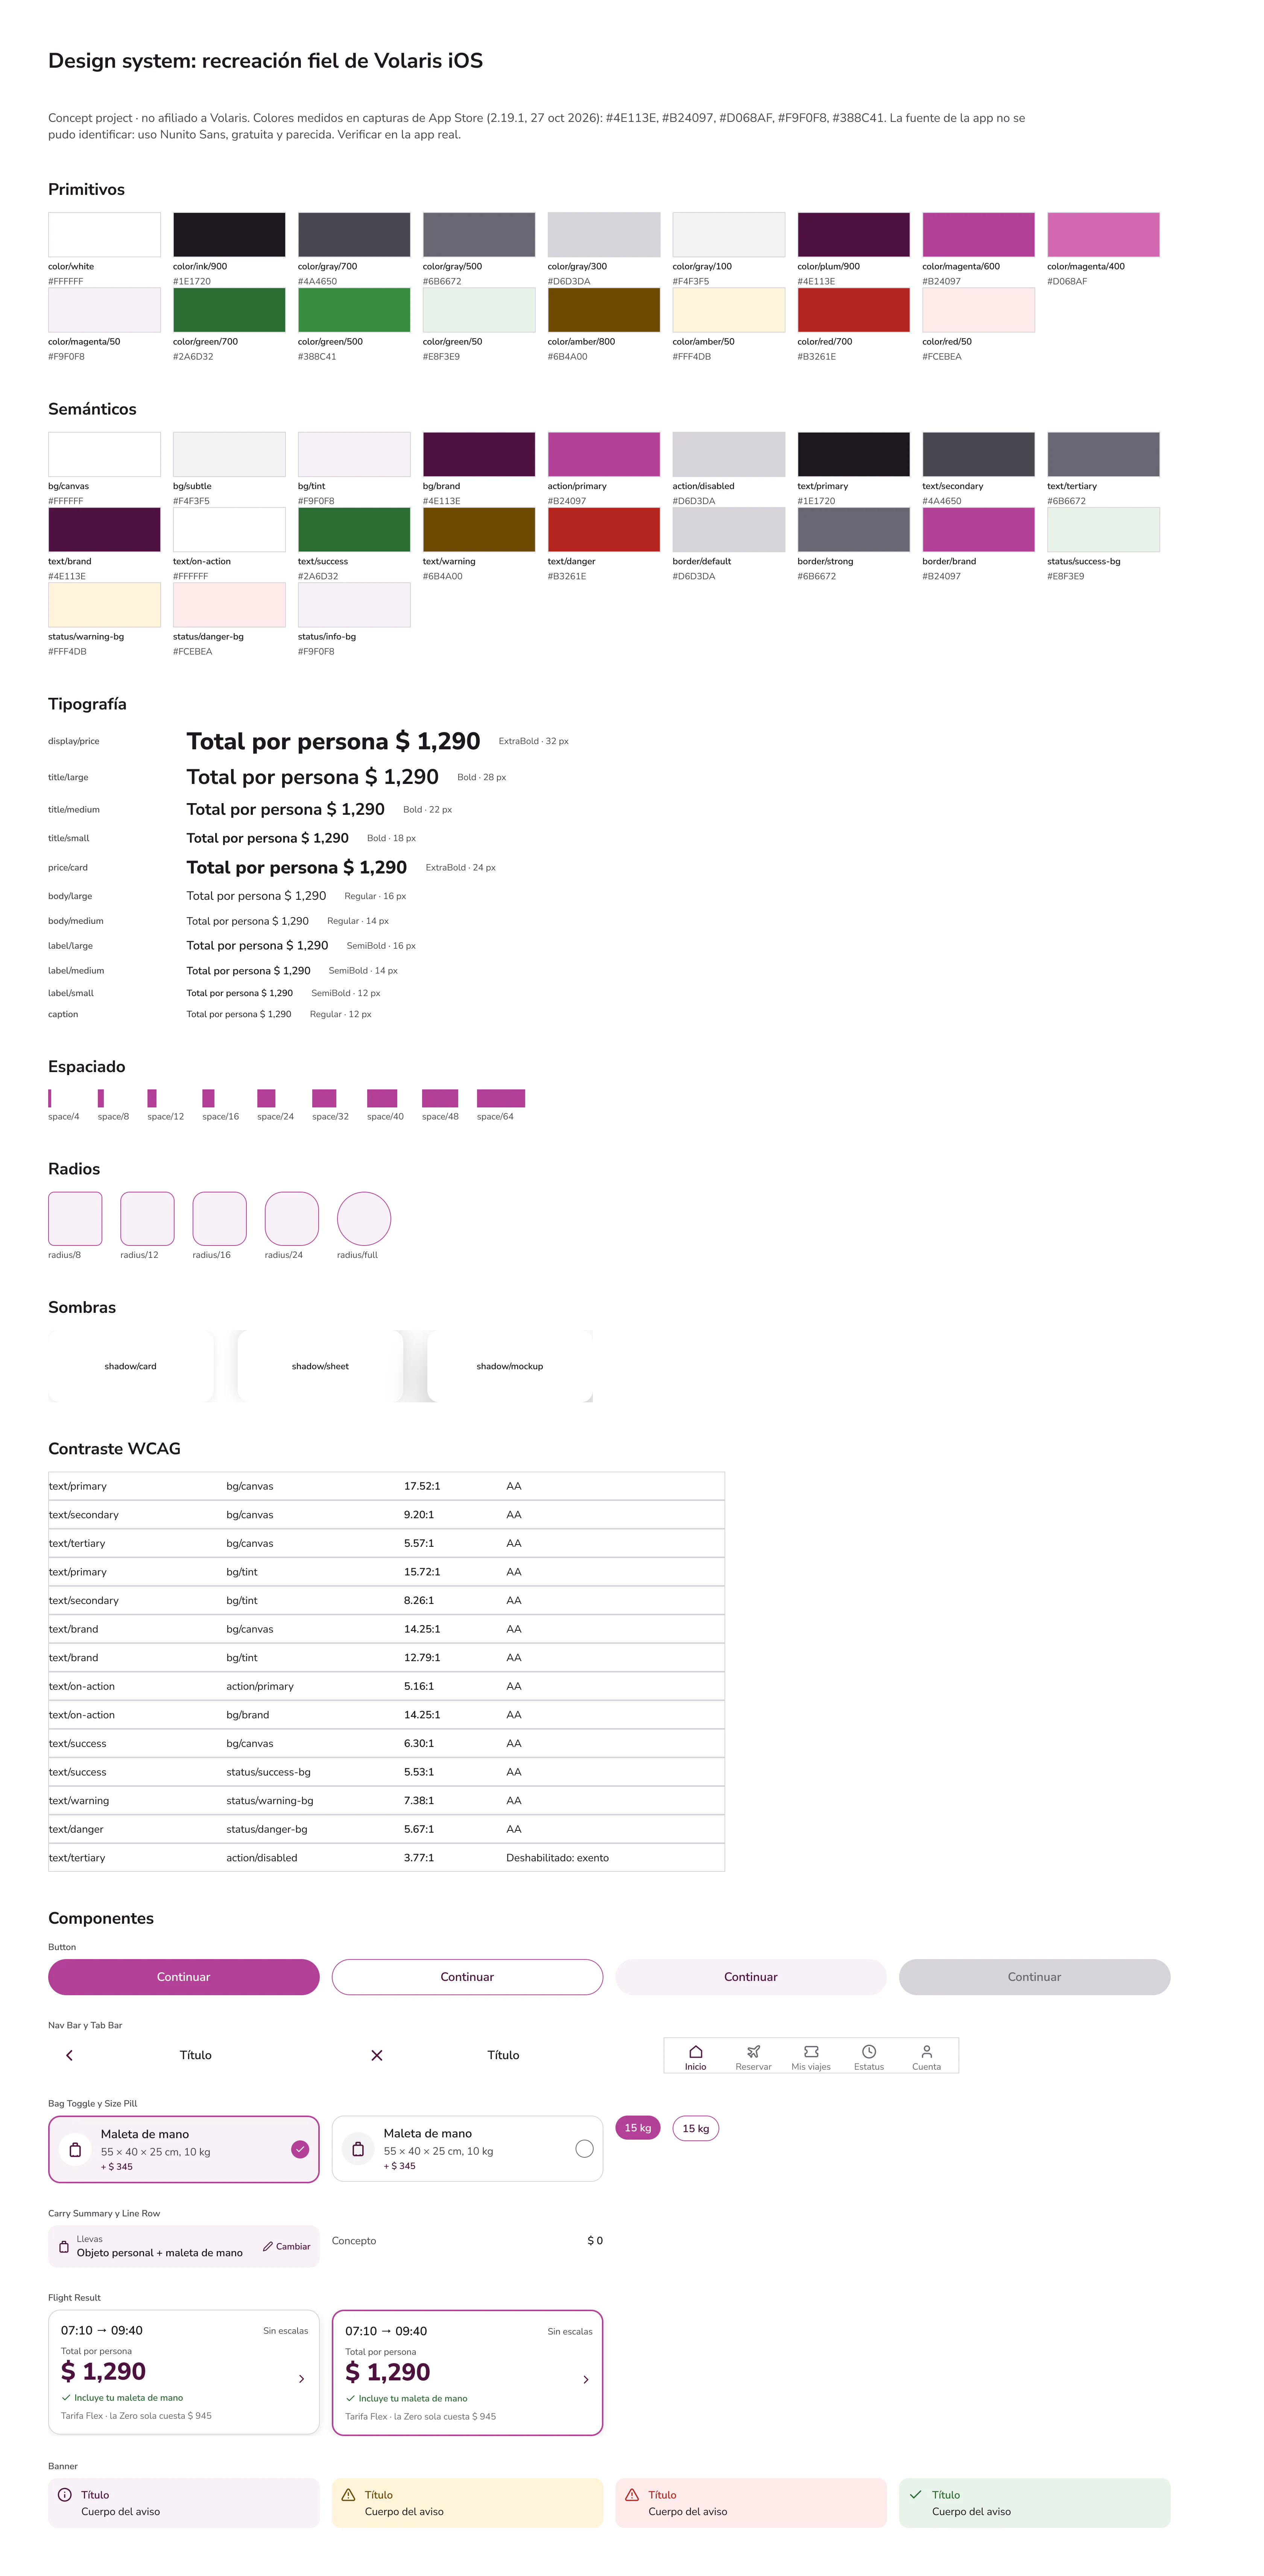 Design system: recreación fiel de Volaris iOS
Concept project · no afiliado a Volaris. Colores medidos en capturas de App Store (2.19.1, 27 oct 2026): #4E113E, #B24097, #D068AF, #F9F0F8, #388C41. La fuente de la app no se
pudo identificar: uso Nunito Sans, gratuita y parecida. Verificar en la app real.
Primitivos
color/white color/ink/900 color/gray/700 color/gray/500 color/gray/300 color/gray/100 color/plum/900 color/magenta/600 color/magenta/400
#FFFFFF #1E1720 #4A4650 #6B6672 #D6D3DA #F4F3F5 #4E113E #B24097 #D068AF
color/magenta/50 color/green/700 color/green/500 color/green/50 color/amber/800 color/amber/50 color/red/700 color/red/50
#F9F0F8 #2A6D32 #388C41 #E8F3E9 #6B4A00 #FFF4DB #B3261E #FCEBEA
Semánticos
bg/canvas bg/subtle bg/tint bg/brand action/primary action/disabled text/primary text/secondary text/tertiary
#FFFFFF #F4F3F5 #F9F0F8 #4E113E #B24097 #D6D3DA #1E1720 #4A4650 #6B6672
text/brand text/on-action text/success text/warning text/danger border/default border/strong border/brand status/success-bg
#4E113E #FFFFFF #2A6D32 #6B4A00 #B3261E #D6D3DA #6B6672 #B24097 #E8F3E9
status/warning-bg status/danger-bg status/info-bg
#FFF4DB #FCEBEA #F9F0F8
Tipografía
display/price Total por persona $ 1,290 ExtraBold · 32 px
title/large Total por persona $ 1,290 Bold · 28 px
title/medium Total por persona $ 1,290 Bold · 22 px
title/small Total por persona $ 1,290 Bold · 18 px
price/card Total por persona $ 1,290 ExtraBold · 24 px
body/large Total por persona $ 1,290 Regular · 16 px
body/medium Total por persona $ 1,290 Regular · 14 px
label/large Total por persona $ 1,290 SemiBold · 16 px
label/medium Total por persona $ 1,290 SemiBold · 14 px
label/small Total por persona $ 1,290 SemiBold · 12 px
caption Total por persona $ 1,290 Regular · 12 px
Espaciado
space/4 space/8 space/12 space/16 space/24 space/32 space/40 space/48 space/64
Radios
radius/8 radius/12 radius/16 radius/24 radius/full
Sombras
shadow/card shadow/sheet shadow/mockup
Contraste WCAG
text/primary bg/canvas 17.52:1 AA
text/secondary bg/canvas 9.20:1 AA
text/tertiary bg/canvas 5.57:1 AA
text/primary bg/tint 15.72:1 AA
text/secondary bg/tint 8.26:1 AA
text/brand bg/canvas 14.25:1 AA
text/brand bg/tint 12.79:1 AA
text/on-action action/primary 5.16:1 AA
text/on-action bg/brand 14.25:1 AA
text/success bg/canvas 6.30:1 AA
text/success status/success-bg 5.53:1 AA
text/warning status/warning-bg 7.38:1 AA
text/danger status/danger-bg 5.67:1 AA
text/tertiary action/disabled 3.77:1 Deshabilitado: exento
Componentes
Button
Continuar Continuar Continuar Continuar
Nav Bar y Tab Bar
Título Título
Inicio Reservar Mis viajes Estatus Cuenta
Bag Toggle y Size Pill
Maleta de mano
55 × 40 × 25 cm, 10 kg
+ $ 345
Maleta de mano
55 × 40 × 25 cm, 10 kg
+ $ 345
15 kg 15 kg
Carry Summary y Line Row
Llevas
Objeto personal + maleta de mano
Cambiar
Concepto $ 0
Flight Result
07:10 → 09:40 Sin escalas
Total por persona
$ 1,290
Incluye tu maleta de mano
Tarifa Flex · la Zero sola cuesta $ 945
07:10 → 09:40 Sin escalas
Total por persona
$ 1,290
Incluye tu maleta de mano
Tarifa Flex · la Zero sola cuesta $ 945
Banner
Título Título Título Título
Cuerpo del aviso Cuerpo del aviso Cuerpo del aviso Cuerpo del aviso